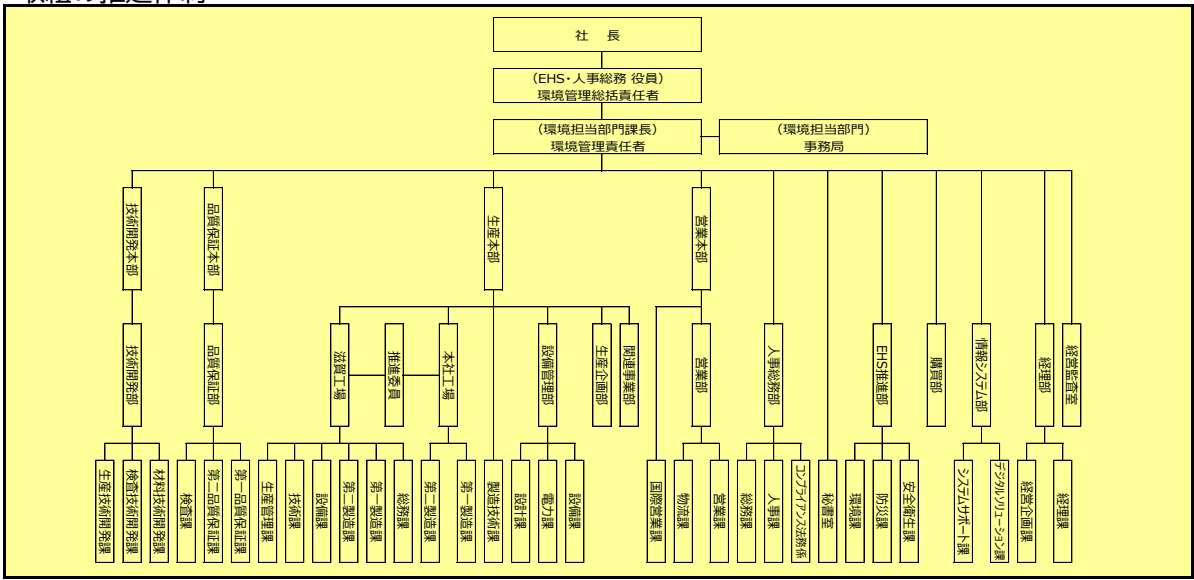 社　長
(EHS・人事総務 役員)
環境管理総括責任者
(環境担当部門課長)
環境管理責任者
(環境担当部門)
事務局
技術開発本部
品質保証本部
生産本部
営業本部
技術開発部
品質保証部
滋賀工場
推進委員
本社工場
設備管理部
生産企画部
関連事業部
営業部
人事総務部
EHS推進部
購買部
情報システム部
経理部
経営監査室
生産技術開発課
検査技術開発課
材料技術開発課
検査課
第二品質保証課
第一品質保証課
生産管理課
技術課
設備課
第二製造課
第一製造課
総務課
第二製造課
第一製造課
製造技術課
設計課
電力課
設備課
国際営業課
物流課
営業課
総務課
人事課
コンプライアンス法務係
秘書室
環境課
防災課
安全衛生課
システムサポート課
デジタルソリューション課
経営企画課
経理課